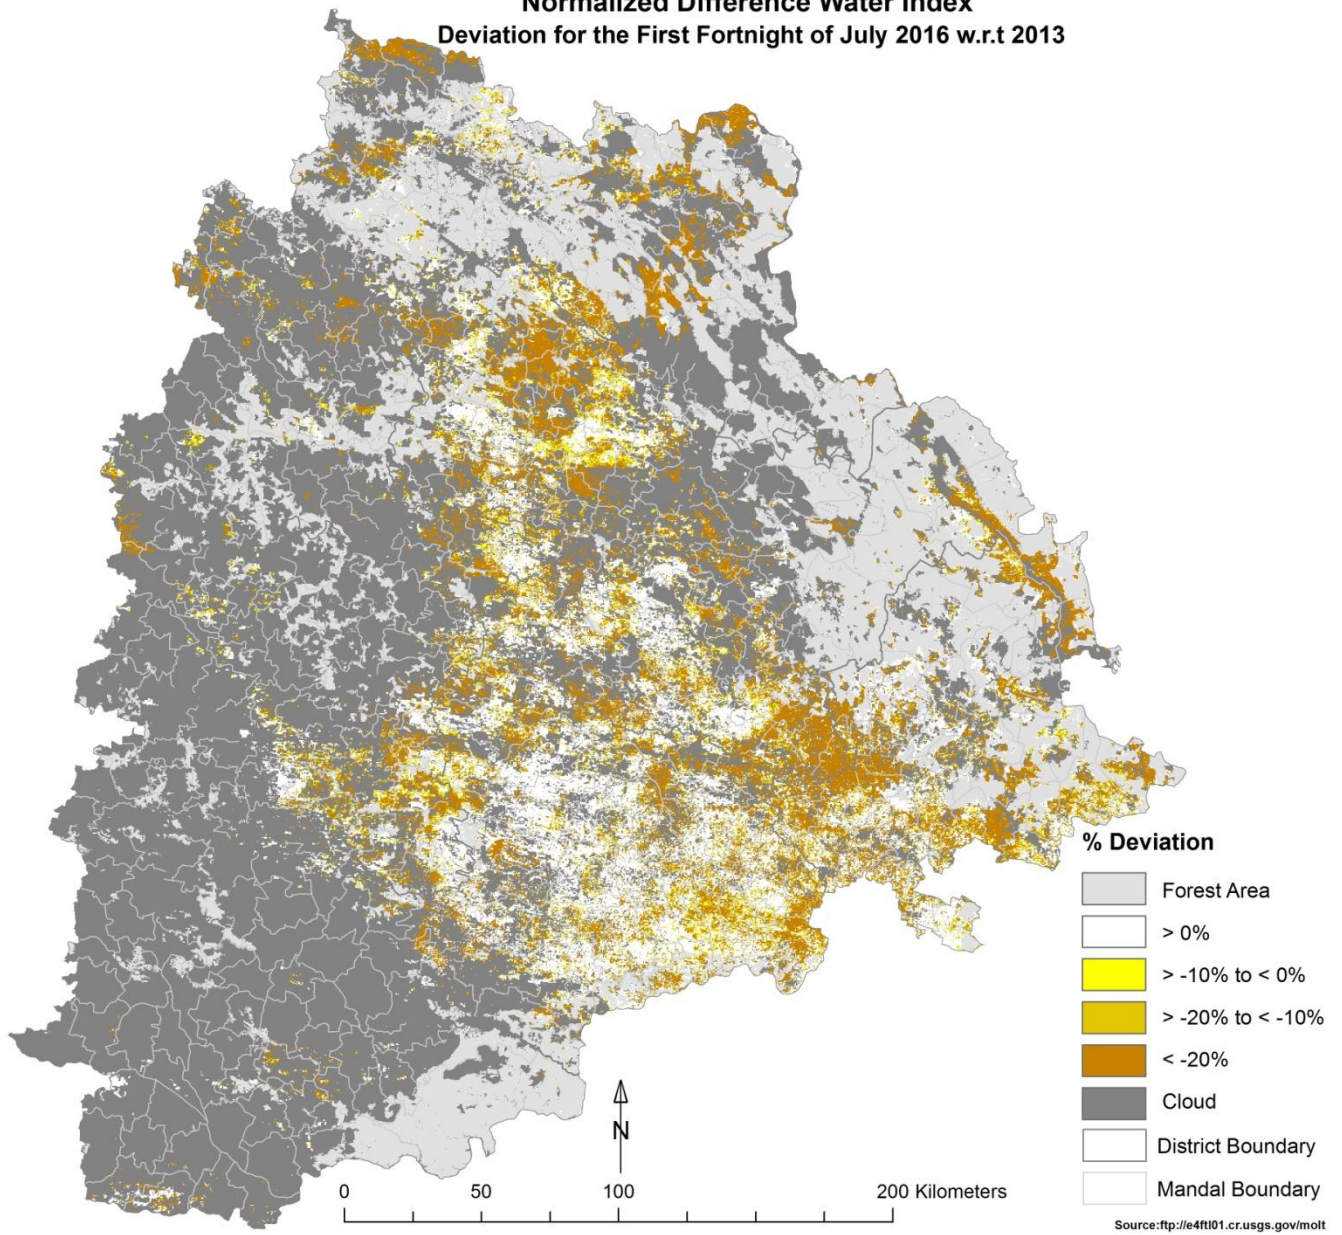 Normalized Difference Water Index
Deviation for the First Fortnight of July 2016 w.r.t 2013
% Deviation
Forest Area
> 0%
> -10% to < 0%
> -20% to < -10%
< -20%
Cloud
District Boundary
Mandal Boundary
N
0 50 100 200 Kilometers
Source:ftp://e4ftl01.cr.usgs.gov/molt